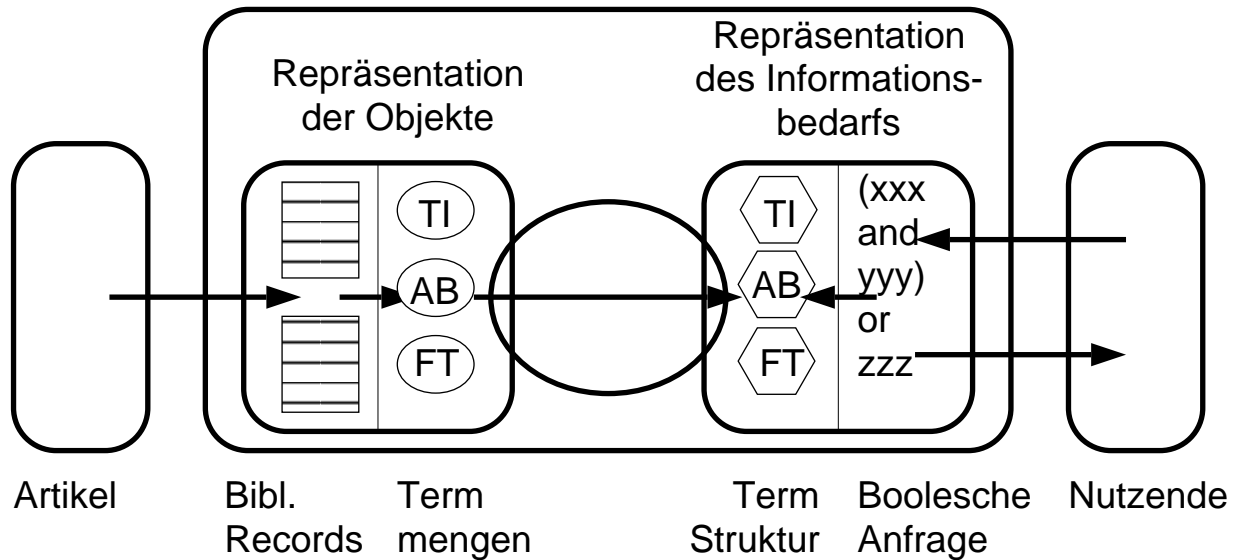 Repräsentation
der Objekte
Repräsentation
des Informations-
bedarfs
TI
AB
FT
TI
AB
FT
(xxx
and
yyy)
or
zzz
Artikel
Bibl.
Records
Term
mengen
Term
Struktur
Boolesche
Anfrage
Nutzende